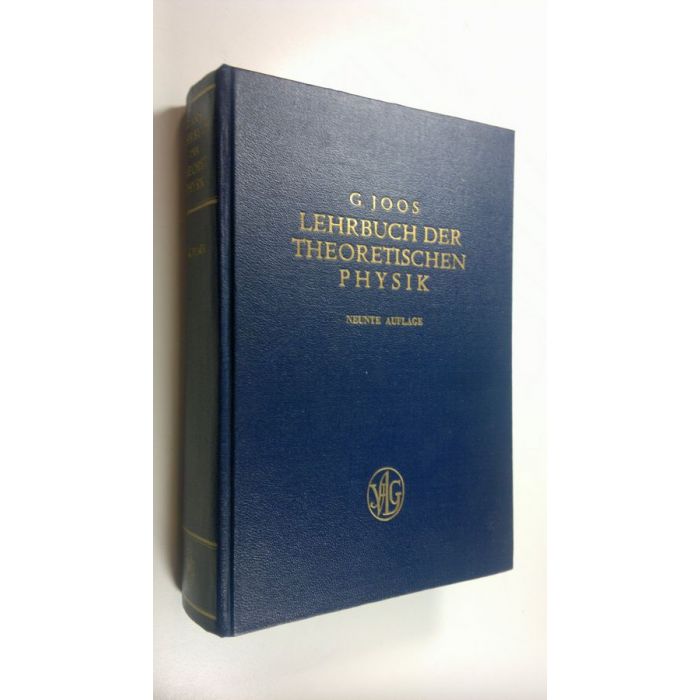 G JOOS
LEHRBUCH DER
THEORETISCHEN
PHYSIK
NEUNTE AUFLAGE